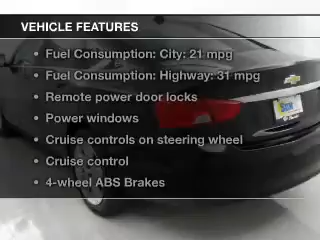 VEHICLE FEATURES
• Fuel Consumption: City: 21 mpg
• Fuel Consumption: Highway: 31 mpg
• Remote power door locks
• Power windows
• Cruise controls on steering wheel
• Cruise control
• 4-wheel ABS Brakes